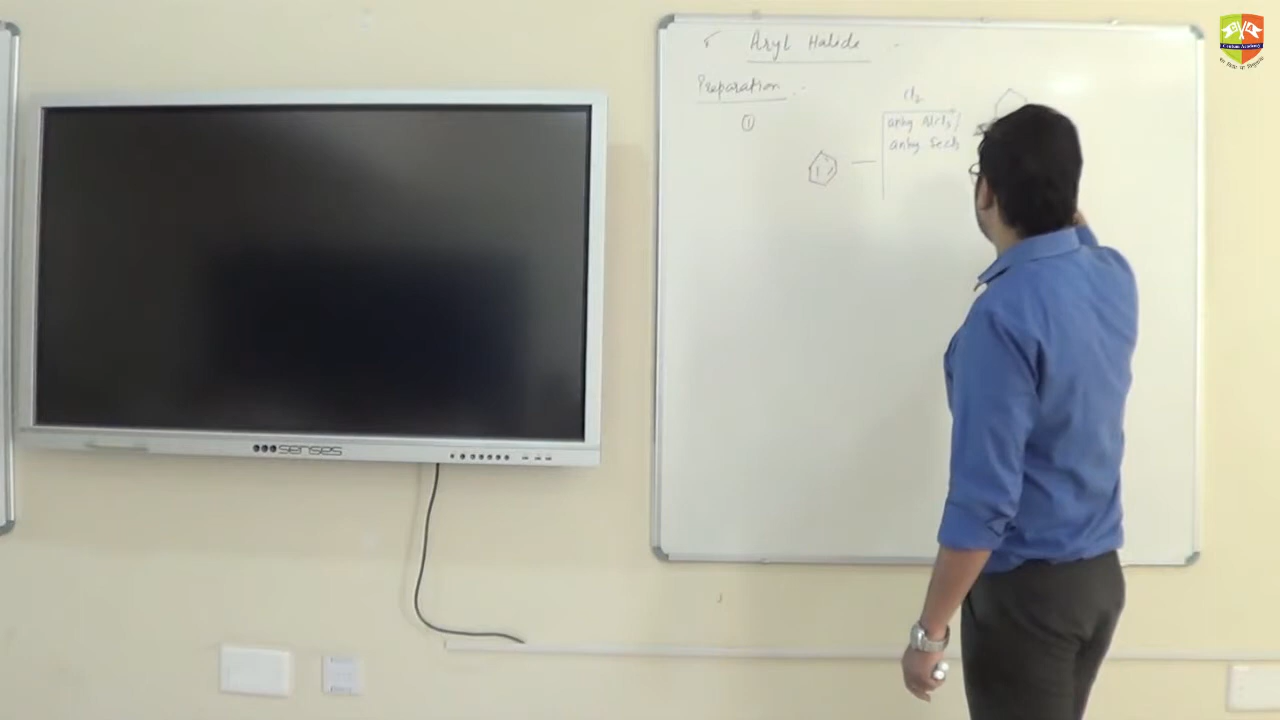 Aryl Halide -
Preparation :-
①
Cl₂
anhy AlCl₃ /
anhy FeCl₃
senses